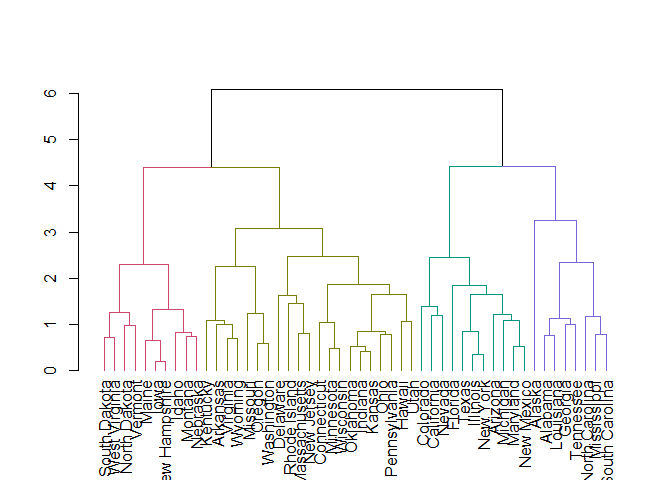 6
5
4
3
2
1
0
South Dakota
West Virginia
North Dakota
Vermont
Maine
Iowa
ew Hampshire
Idaho
Montana
Nebraska
Kentucky
Arkansas
Virginia
Wyoming
Missouri
Oregon
Washington
Delaware
Rhode Island
Massachusetts
New Jersey
Connecticut
Minnesota
Wisconsin
Oklahoma
Indiana
Kansas
Ohio
Pennsylvania
Hawaii
Utah
Colorado
California
Nevada
Florida
Texas
Illinois
New York
Arizona
Michigan
Maryland
New Mexico
Alaska
Alabama
Louisiana
Georgia
Tennessee
North Carolina
Mississippi
South Carolina